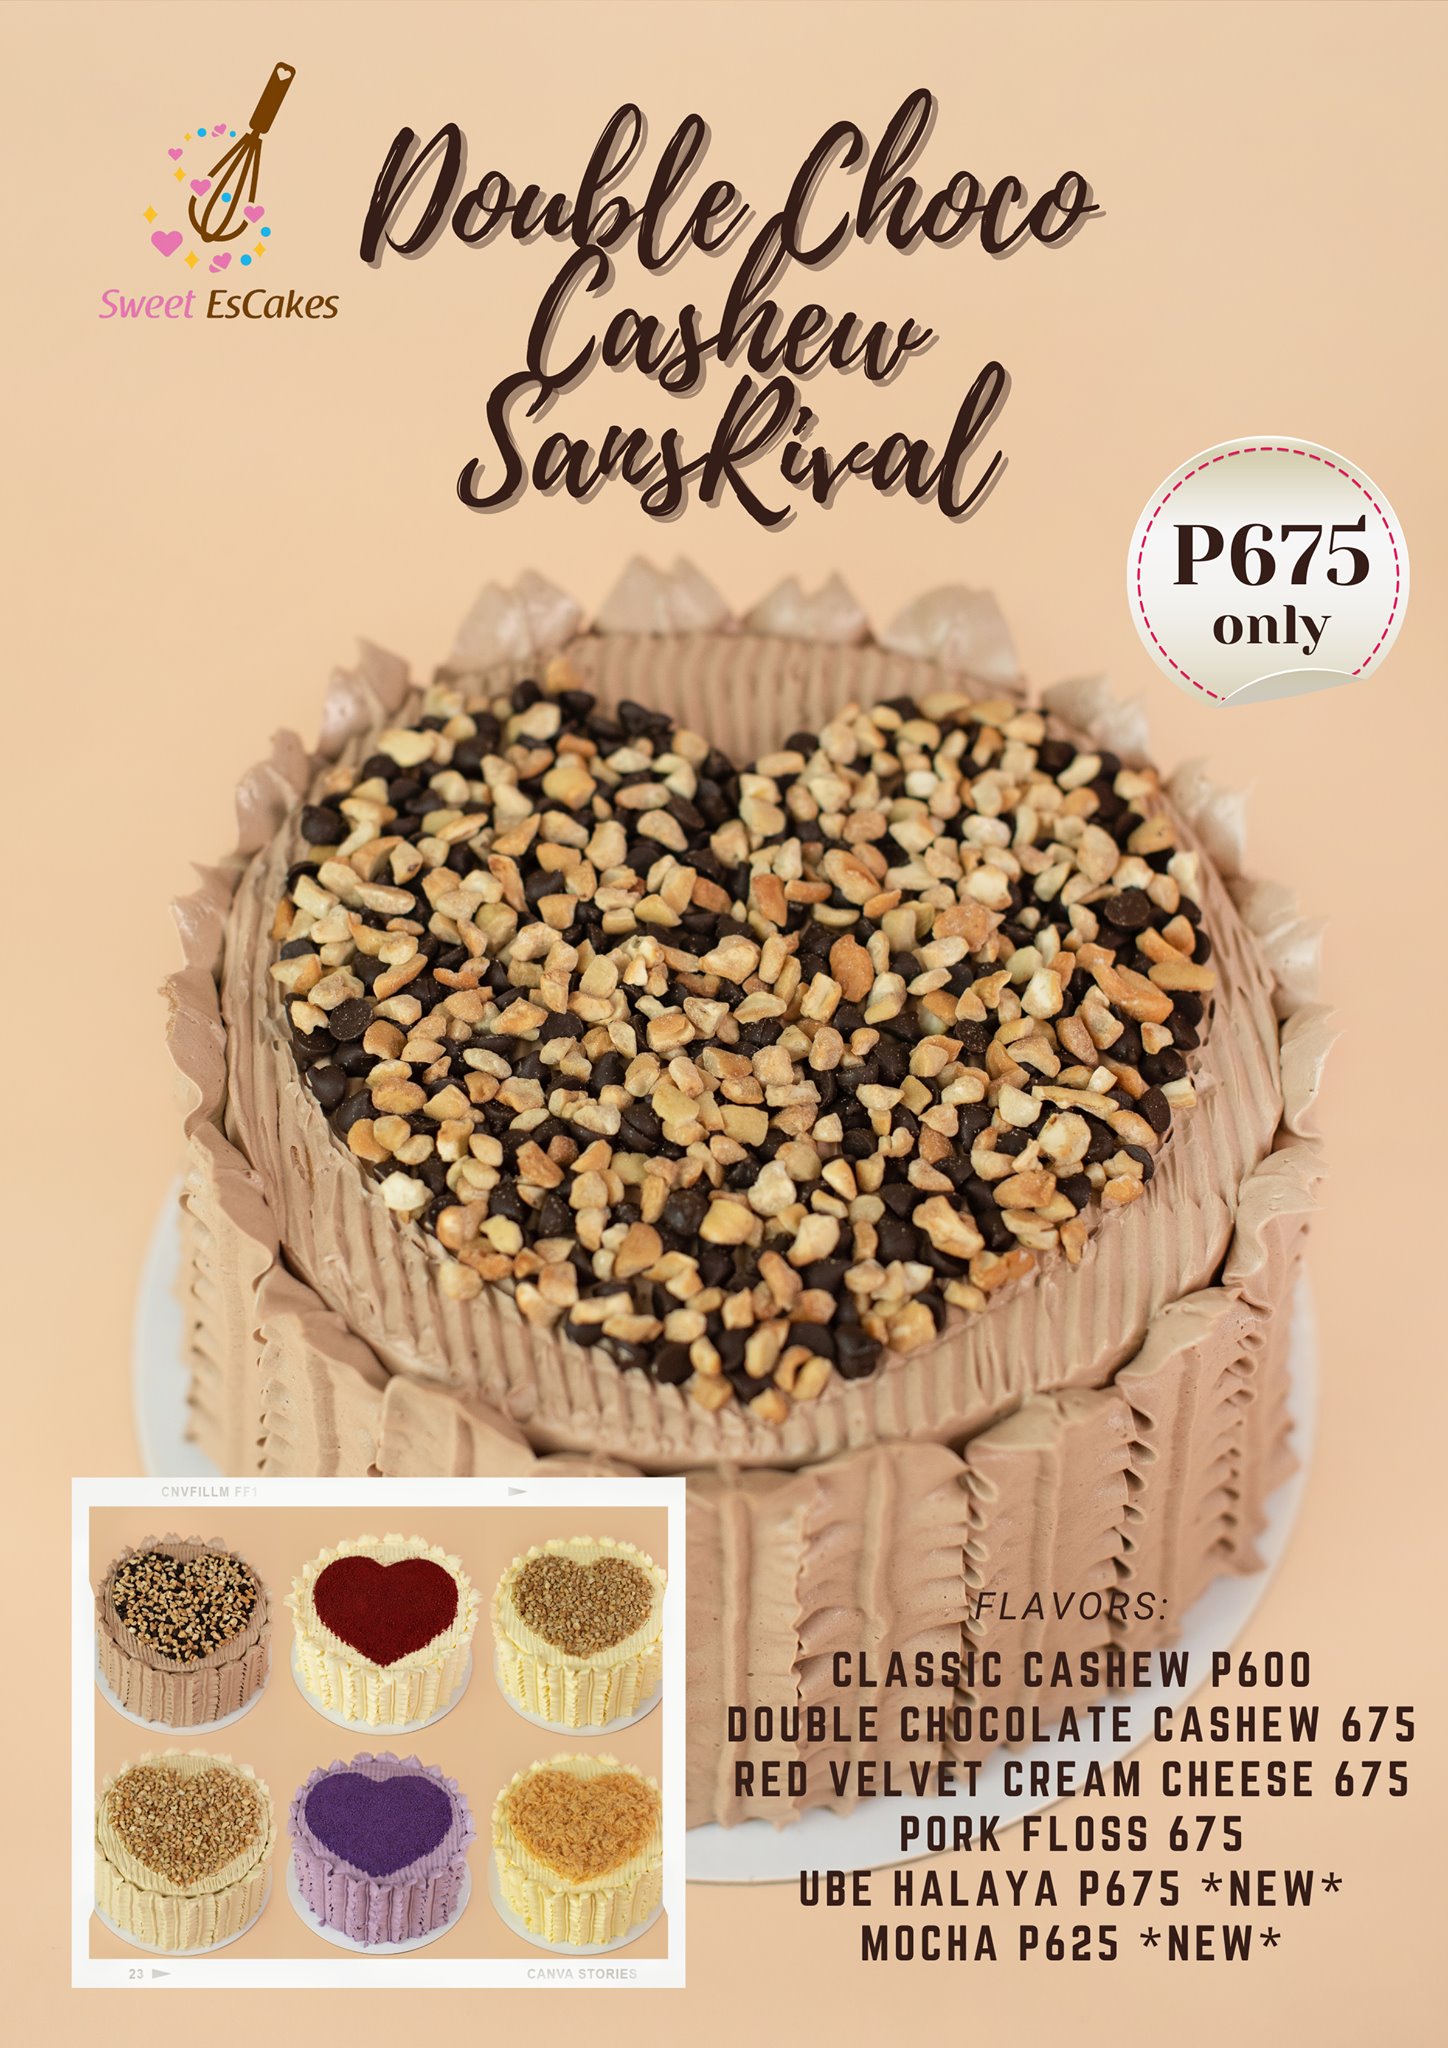 Sweet EsCakes
Double Choco
Cashew
SansRival
P675
only
CNVFILLM FF1
23
CANVA STORIES
FLAVORS:
CLASSIC CASHEW P600
DOUBLE CHOCOLATE CASHEW 675
RED VELVET CREAM CHEESE 675
PORK FLOSS 675
UBE HALAYA P675 *NEW*
MOCHA P625 *NEW*